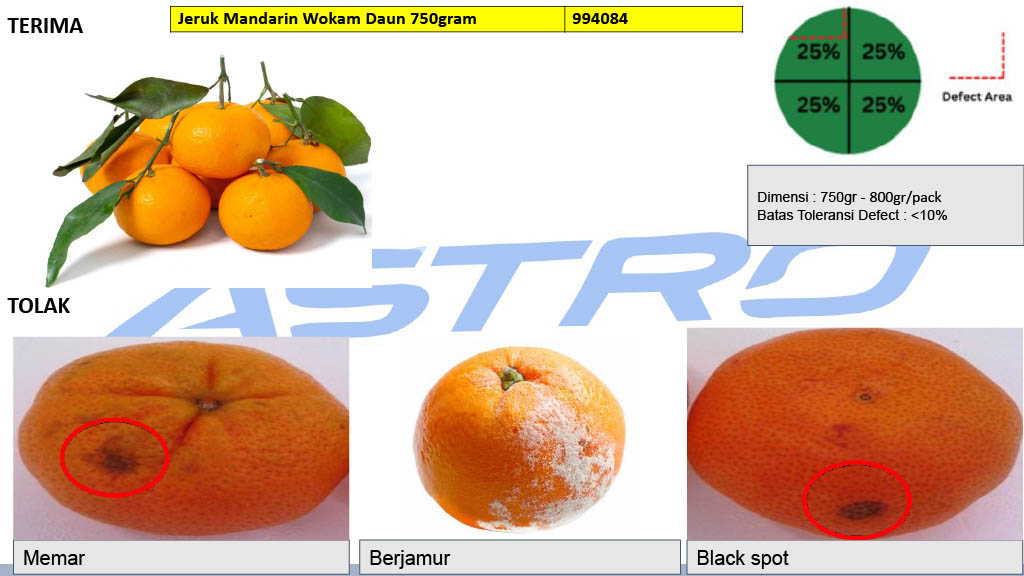 TERIMA
Jeruk Mandarin Wokam Daun 750gram 994084
25% 25%
25% 25%
Defect Area
Dimensi : 750gr - 800gr/pack
Batas Toleransi Defect : <10%
ASTRO
TOLAK
Memar
Berjamur
Black spot